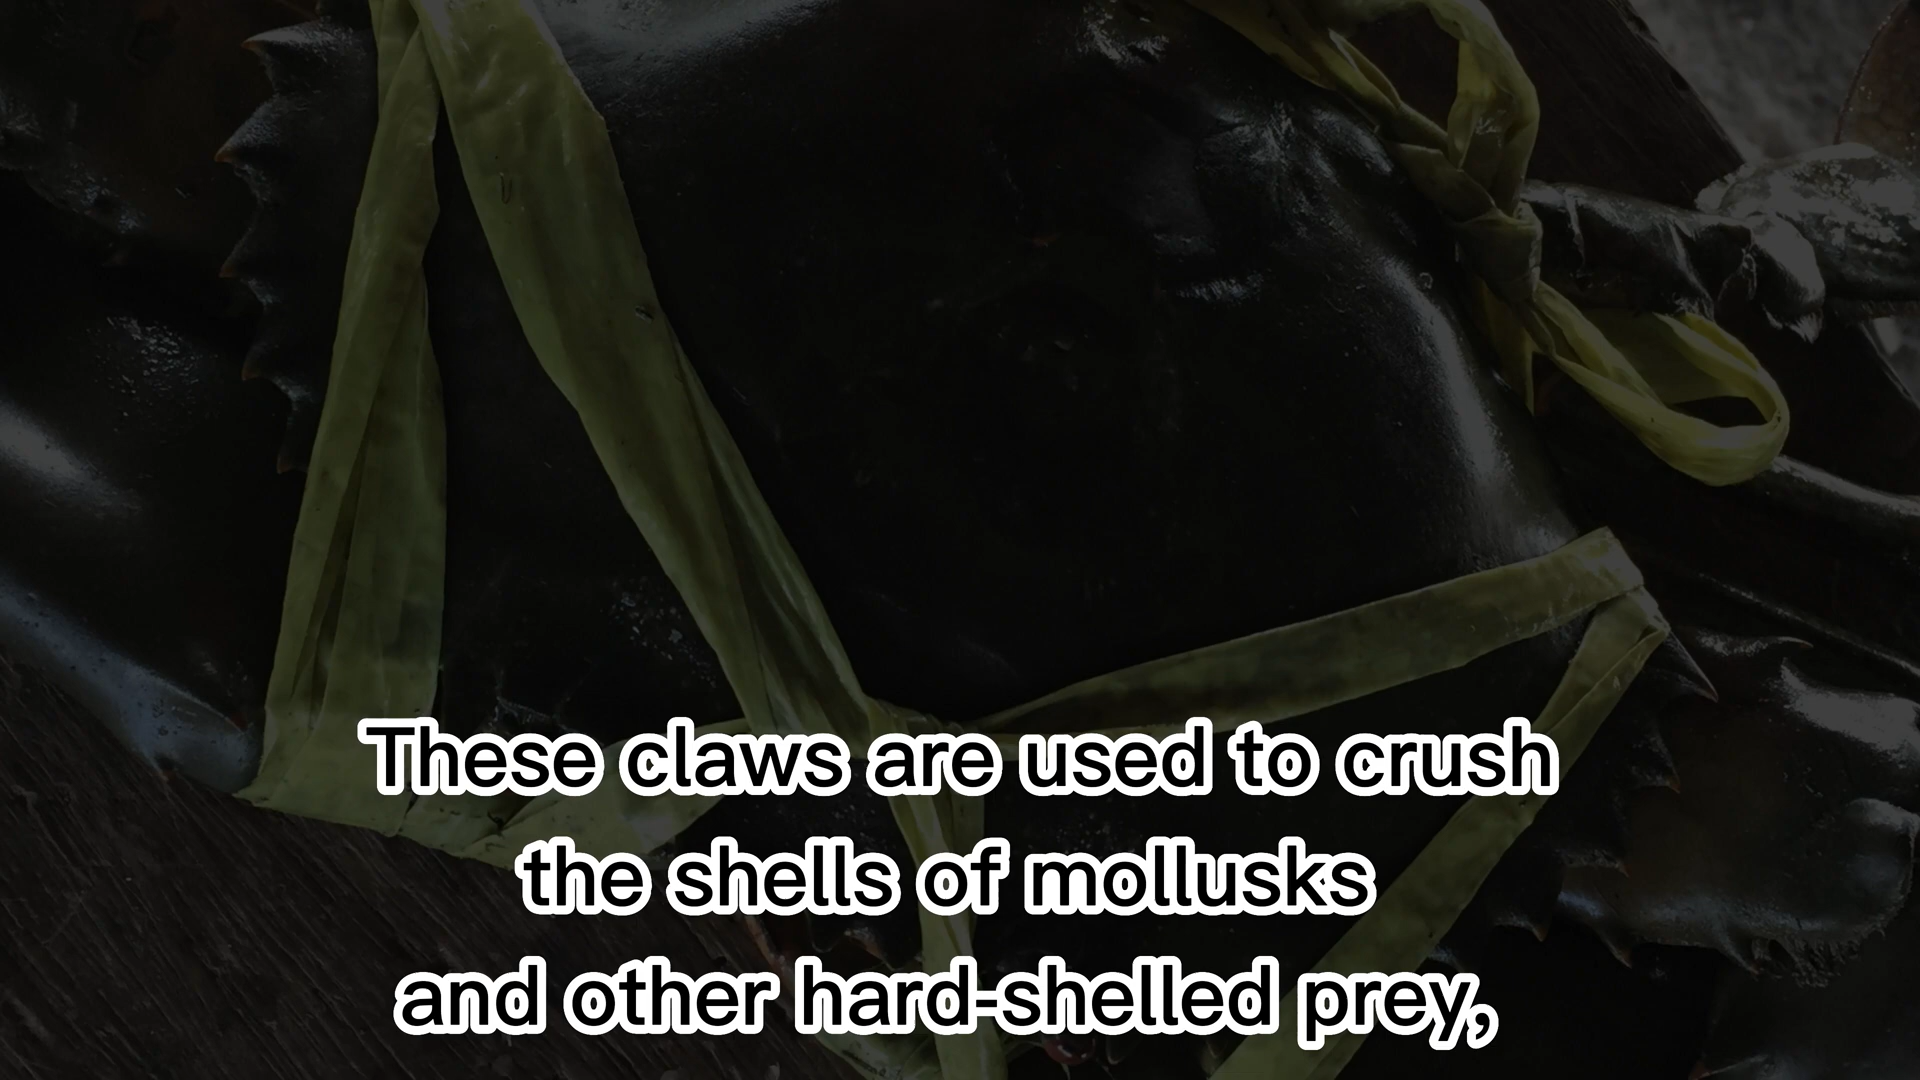 These claws are used to crush
the shells of mollusks
and other hard-shelled prey,